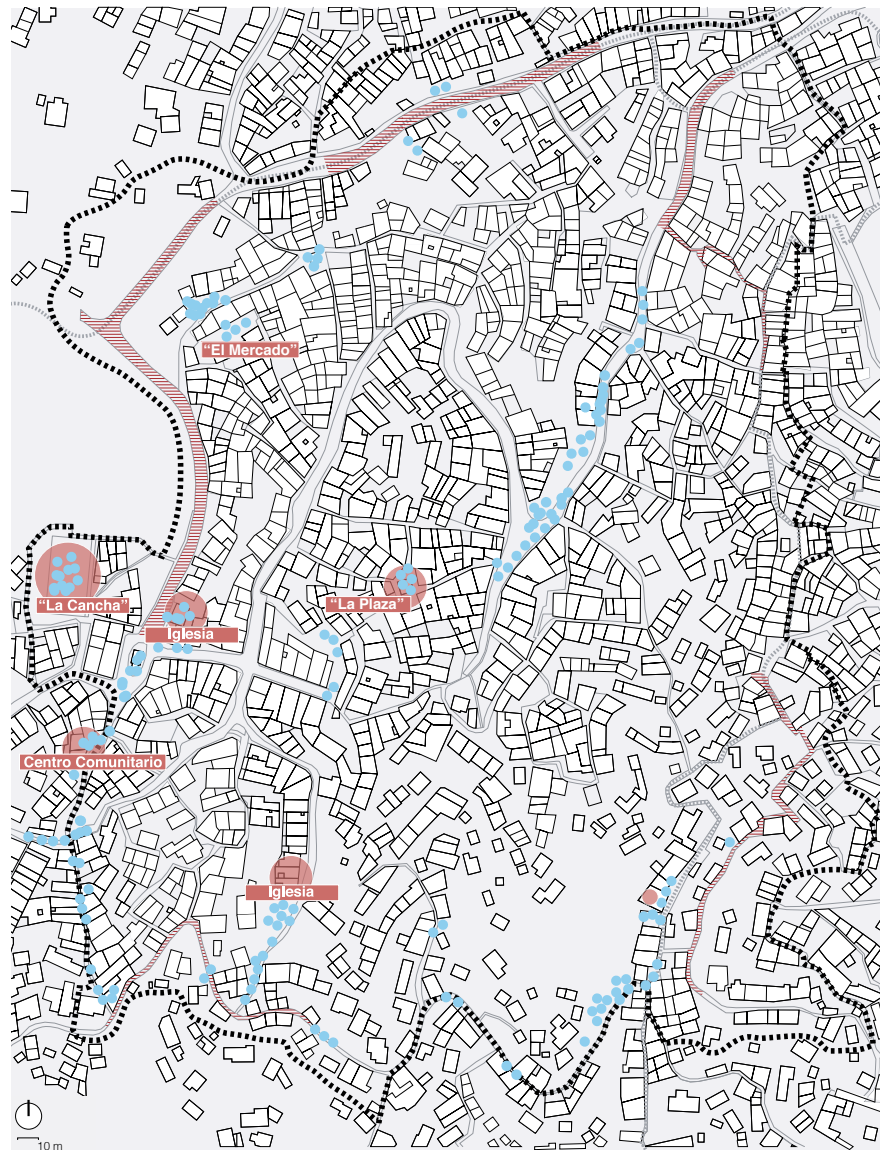 “El Mercado”
“La Cancha”
“La Plaza”
Iglesia
Centro Comunitario
Iglesia
10 m